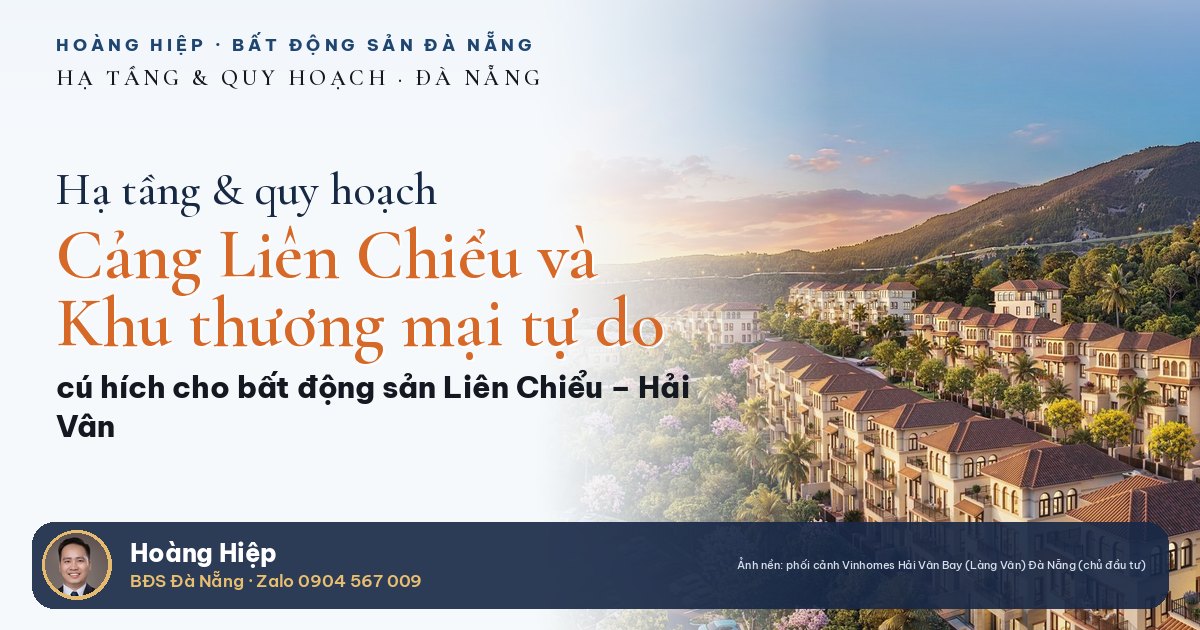 HOÀNG HIỆP · BẤT ĐỘNG SẢN ĐÀ NẴNG
HẠ TẦNG & QUY HOẠCH · ĐÀ NẴNG
Hạ tầng & quy hoạch
Cảng Liên Chiểu và
Khu thương mại tự do
cú hích cho bất động sản Liên Chiểu – Hải
Vân
Hoàng Hiệp
BĐS Đà Nẵng · Zalo 0904 567 009
Ảnh nền: phối cảnh Vinhomes Hải Vân Bay (Làng Vân) Đà Nẵng (chủ đầu tư)